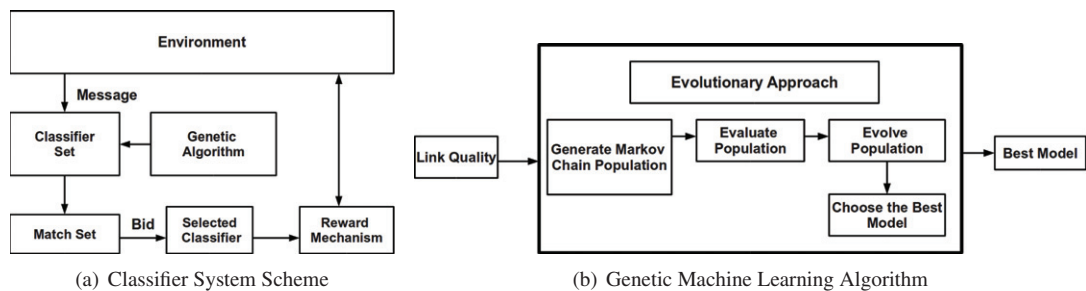 Environment
Message
Classifier
Set
Genetic
Algorithm
Match Set
Bid
Selected
Classifier
Reward
Mechanism
(a) Classifier System Scheme
Evolutionary Approach
Link Quality
Generate Markov
Chain Population
Evaluate
Population
Evolve
Population
Choose the Best
Model
Best Model
(b) Genetic Machine Learning Algorithm